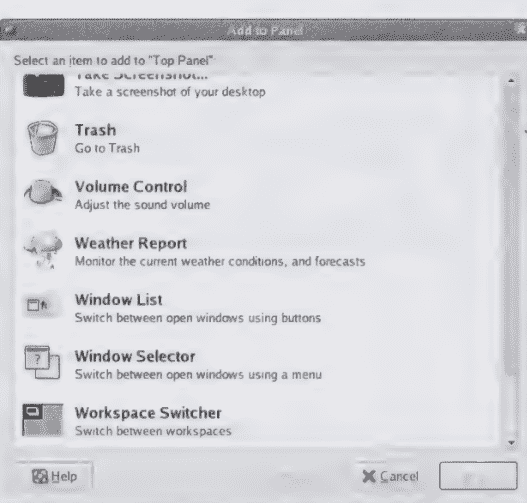 Add to Panel
Select an item to add to "Top Panel"
Take Screenshot...
Take a screenshot of your desktop
Trash
Go to Trash
Volume Control
Adjust the sound volume
Weather Report
Monitor the current weather conditions, and forecasts
Window List
Switch between open windows using buttons
Window Selector
Switch between open windows using a menu
Workspace Switcher
Switch between workspaces
Help
Cancel